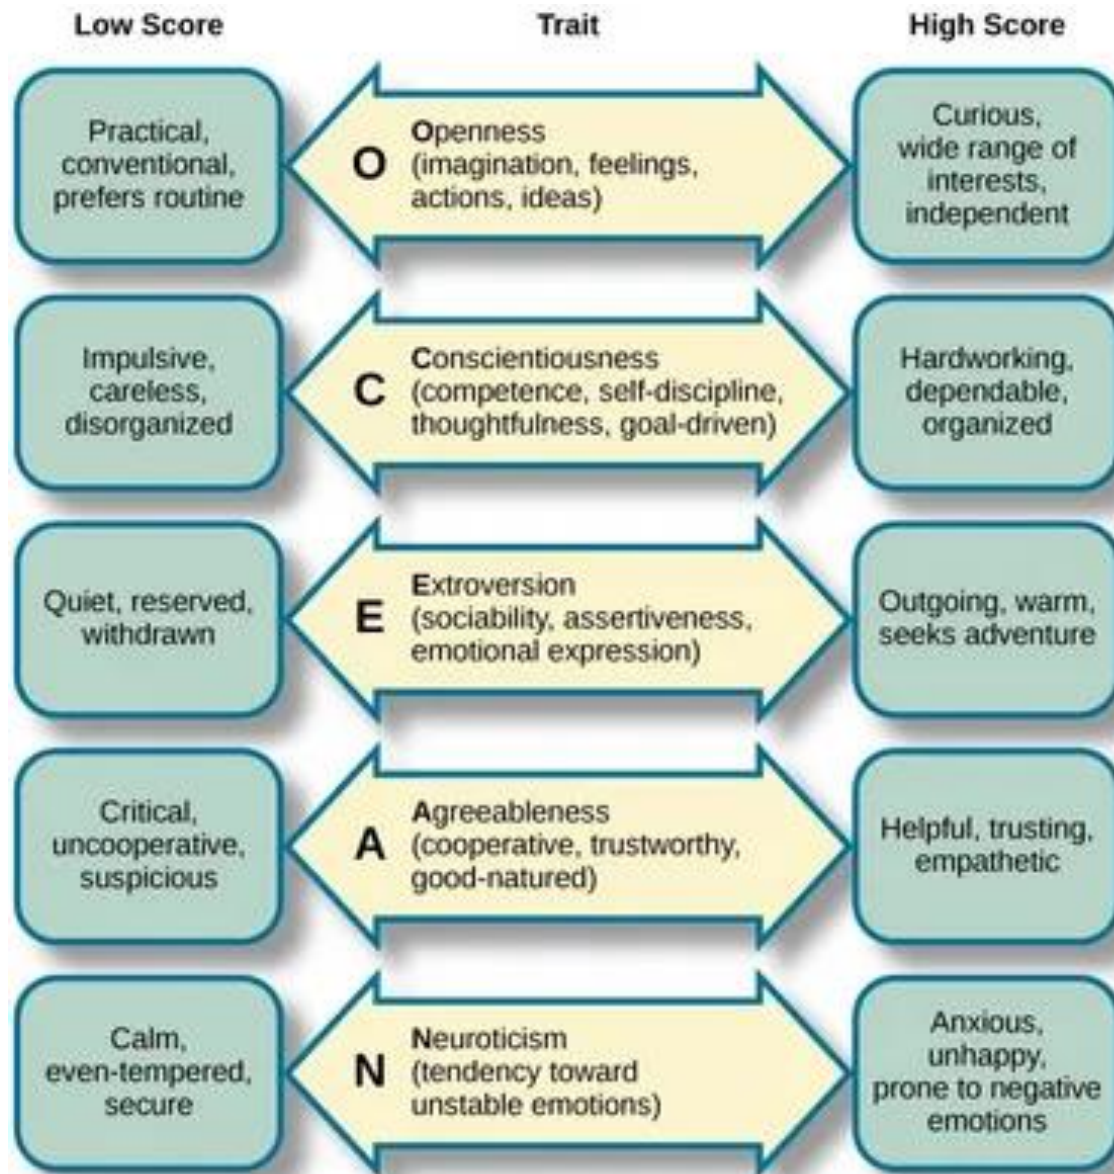 Low Score
Trait
High Score
Practical,
conventional,
prefers routine
O
Openness
(imagination, feelings,
actions, ideas)
Curious,
wide range of
interests,
independent
Impulsive,
careless,
disorganized
C
Conscientiousness
(competence, self-discipline,
thoughtfulness, goal-driven)
Hardworking,
dependable,
organized
Quiet, reserved,
withdrawn
E
Extroversion
(sociability, assertiveness,
emotional expression)
Outgoing, warm,
seeks adventure
Critical,
uncooperative,
suspicious
A
Agreeableness
(cooperative, trustworthy,
good-natured)
Helpful, trusting,
empathetic
Calm,
even-tempered,
secure
N
Neuroticism
(tendency toward
unstable emotions)
Anxious,
unhappy,
prone to negative
emotions